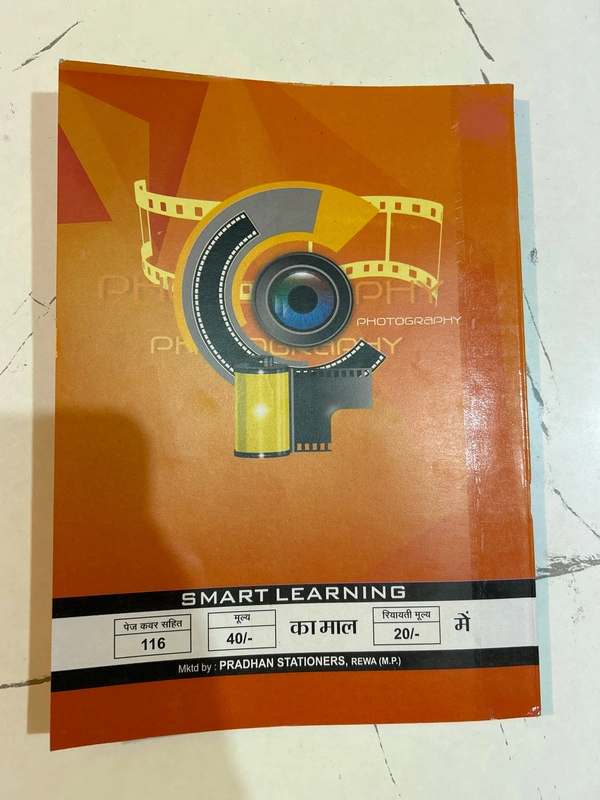 PHOTOGRAPHY
PHOTOGRAPHY
PHOTOGRAPHY
SMART LEARNING
पेज कवर सहित
116
मूल्य
40/-
का माल
रियायती मूल्य
20/-
में
Mktd by : PRADHAN STATIONERS, REWA (M.P.)